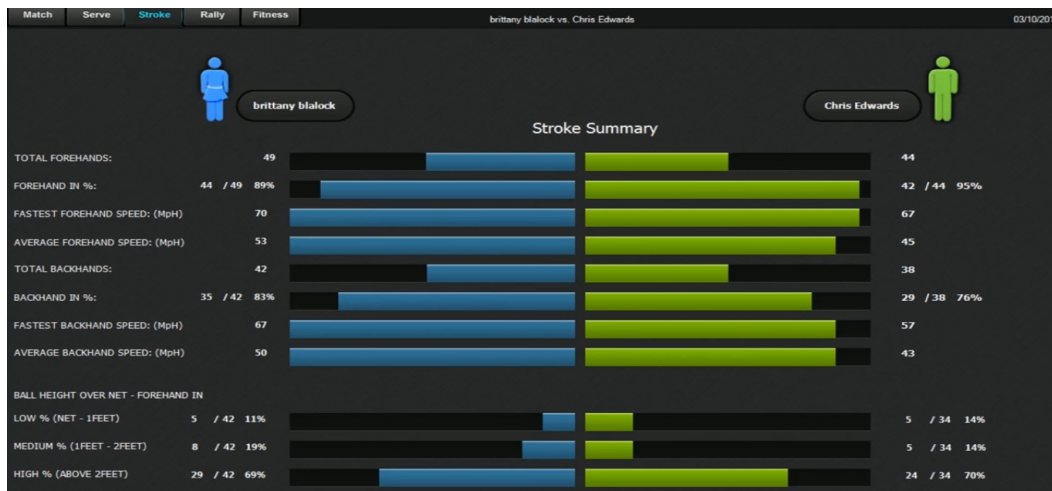 Match Serve Stroke Rally Fitness brittany blalock vs. Chris Edwards 03/10/201
brittany blalock Chris Edwards
Stroke Summary
TOTAL FOREHANDS: 49 44
FOREHAND IN %: 44 / 49 89% 42 / 44 95%
FASTEST FOREHAND SPEED: (MpH) 70 67
AVERAGE FOREHAND SPEED: (MpH) 53 45
TOTAL BACKHANDS: 42 38
BACKHAND IN %: 35 / 42 83% 29 / 38 76%
FASTEST BACKHAND SPEED: (MpH) 67 57
AVERAGE BACKHAND SPEED: (MpH) 50 43
BALL HEIGHT OVER NET - FOREHAND IN
LOW % (NET - 1FEET) 5 / 42 11% 5 / 34 14%
MEDIUM % (1FEET - 2FEET) 8 / 42 19% 5 / 34 14%
HIGH % (ABOVE 2FEET) 29 / 42 69% 24 / 34 70%